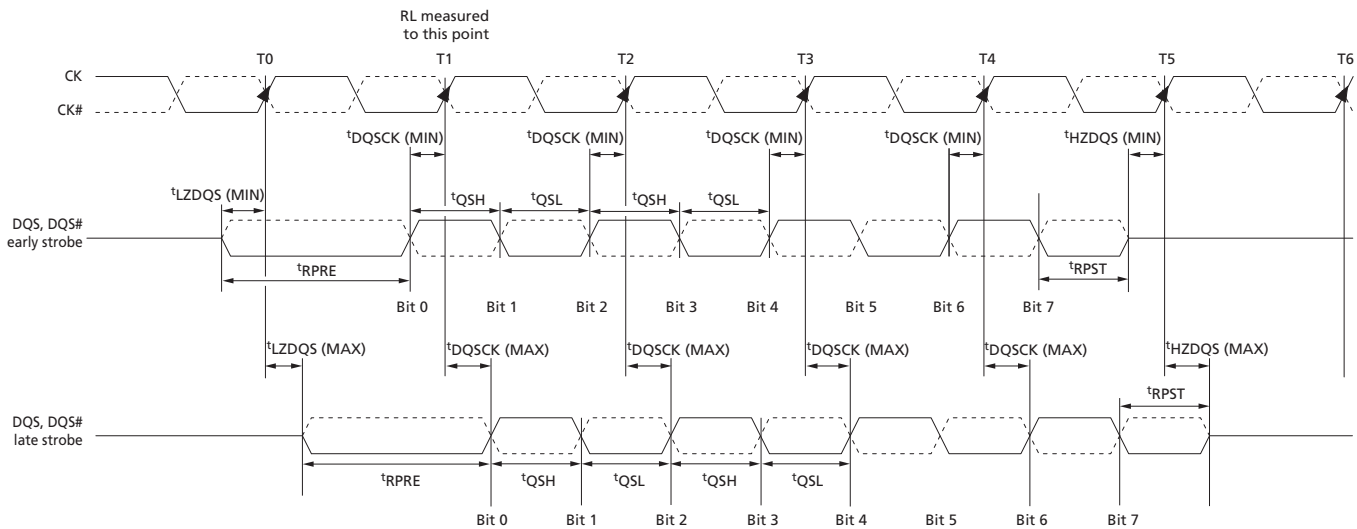 RL measured
to this point
T0 T1 T2 T3 T4 T5 T6
CK
CK#
tDQSCK (MIN) tDQSCK (MIN) tDQSCK (MIN) tDQSCK (MIN) tHZDQS (MIN)
tLZDQS (MIN)
tQSH tQSL tQSH tQSL
DQS, DQS#
early strobe
tRPRE tRPST
Bit 0 Bit 1 Bit 2 Bit 3 Bit 4 Bit 5 Bit 6 Bit 7
tLZDQS (MAX) tDQSCK (MAX) tDQSCK (MAX) tDQSCK (MAX) tDQSCK (MAX) tHZDQS (MAX)
tRPST
DQS, DQS#
late strobe
tRPRE tQSH tQSL tQSH tQSL
Bit 0 Bit 1 Bit 2 Bit 3 Bit 4 Bit 5 Bit 6 Bit 7